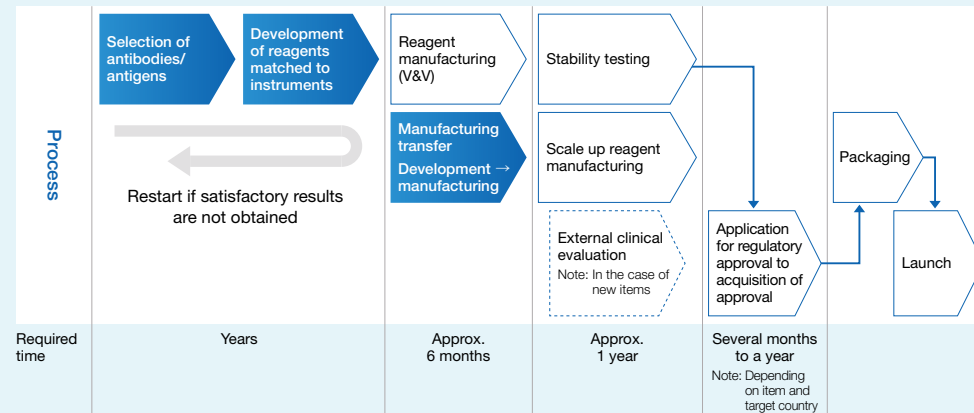 Process
Selection of
antibodies/
antigens
Development
of reagents
matched to
instruments
Restart if satisfactory results
are not obtained
Reagent
manufacturing
(V&V)
Manufacturing
transfer
Development →
manufacturing
Stability testing
Scale up reagent
manufacturing
External clinical
evaluation
Note: In the case of
new items
Application
for regulatory
approval to
acquisition of
approval
Packaging
Launch
Required
time
Years
Approx.
6 months
Approx.
1 year
Several months
to a year
Note: Depending
on item and
target country